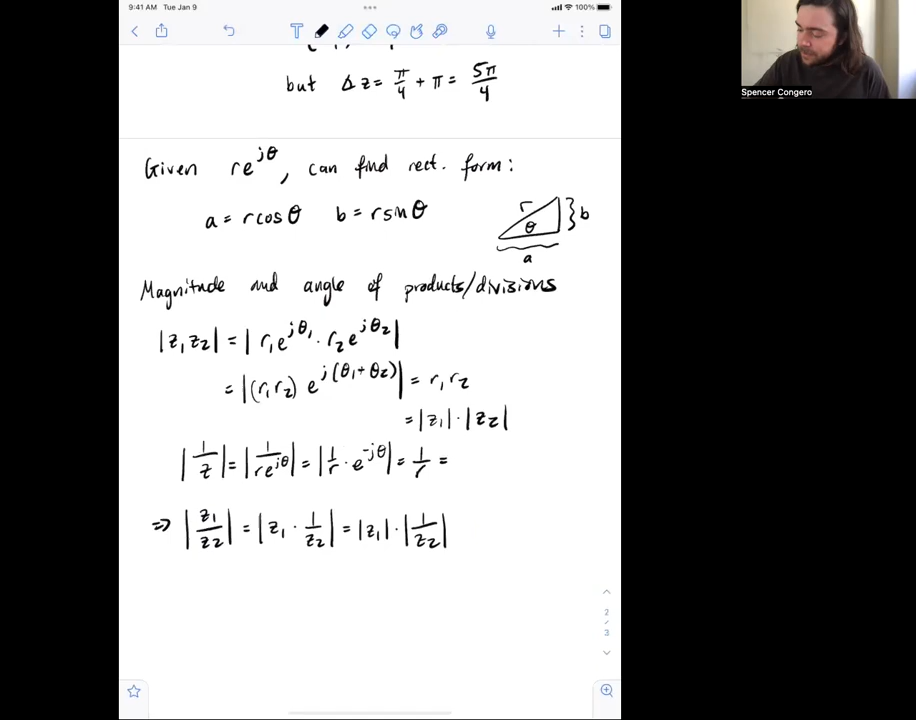 9:41 AM Tue Jan 9
100%
but ∆z = π/4 + π = 5π/4
Given re^{jθ}, can find rect. form:
a = r cos θ b = r sin θ
r
θ
b
a
Magnitude and angle of products/divisions
|z₁z₂| = |r₁e^{jθ₁} · r₂e^{jθ₂}|
= |(r₁r₂) e^{j(θ₁+θ₂)}| = r₁r₂
= |z₁| · |z₂|
|1/z| = |1/re^{jθ}| = |1/r · e^{-jθ}| = 1/r =
⇒ |z₁/z₂| = |z₁ · 1/z₂| = |z₁| · |1/z₂|
2
/
3
Spencer Congero